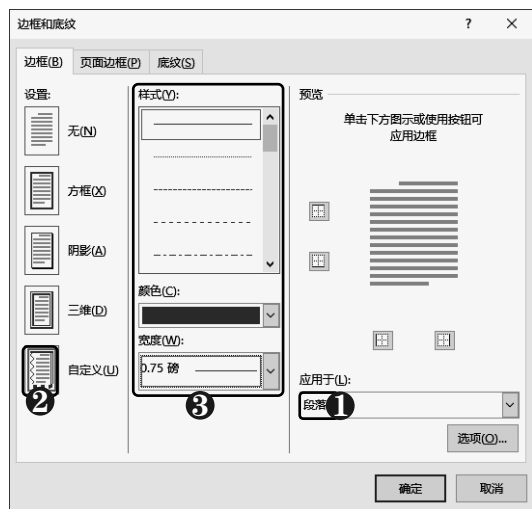 边框和底纹 ? ×
边框(B) 页面边框(P) 底纹(S)
设置:
无(N)
方框(X)
阴影(A)
三维(D)
自定义(U)
2
样式(Y):
颜色(C):
宽度(W):
0.75 磅
3
预览
单击下方图示或使用按钮可
应用边框
应用于(L):
段落
1
选项(O)...
确定 取消